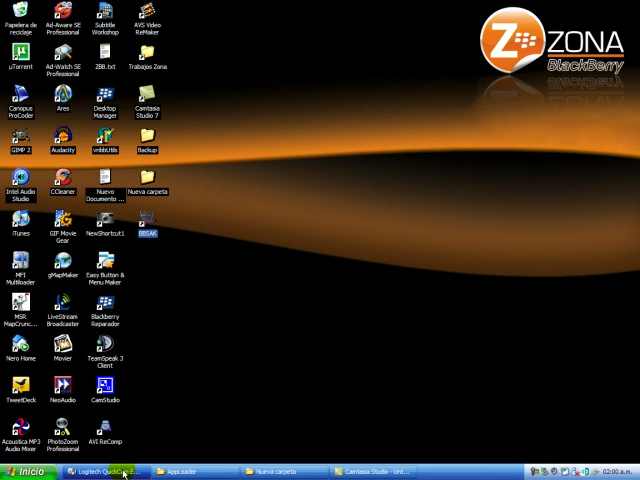 Papelera de
reciclaje
Ad-Aware SE
Professional
Subtitle
Workshop
AVS Video
ReMaker
µTorrent
Ad-Watch SE
Professional
ZBB.txt
Trabajos Zona
Canopus
ProCoder
Ares
Desktop
Manager
Camtasia
Studio 7
GIMP 2
Audacity
vnbbUtils
Backup
Intel Audio
Studio
CCleaner
Nuevo
Documento ...
Nueva carpeta
iTunes
GIF Movie
Gear
NewShortcut1
BBSAK
MFI
Multiloader
gMapMaker
Easy Button &
Menu Maker
MSR
MapCrunc...
LiveStream
Broadcaster
Blackberry
Reparador
Nero Home
Movier
TeamSpeak 3
Client
TweetDeck
NeoAudio
CamStudio
Acoustica MP3
Audio Mixer
PhotoZoom
Professional
AVI ReComp
Z ZONA
BlackBerry
Inicio
Logitech QuickCam E...
AppLoader
Nueva carpeta
Camtasia Studio - Unt...
02:00 a.m.